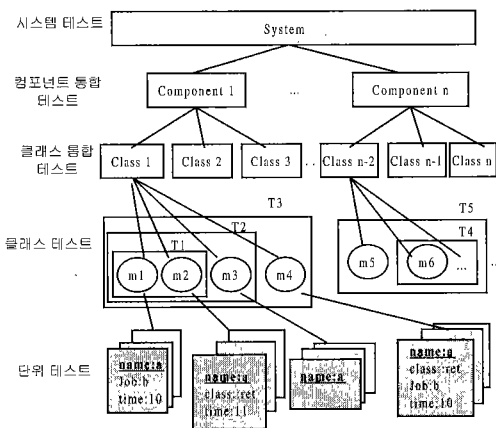 시스템 테스트
System
컴포넌트 통합
테스트
Component 1
...
Component n
클래스 통합
테스트
Class 1
Class 2
Class 3
..
Class n-2
Class n-1
Class n
T3
T5
T2
T4
클래스 테스트
T1
m1
m2
m3
m4
m5
m6
...
..
단위 테스트
name:a
Job:b
time:10
name:a
class::ret
time:11
name:a
name:a
class::ret
Job:b
time:10